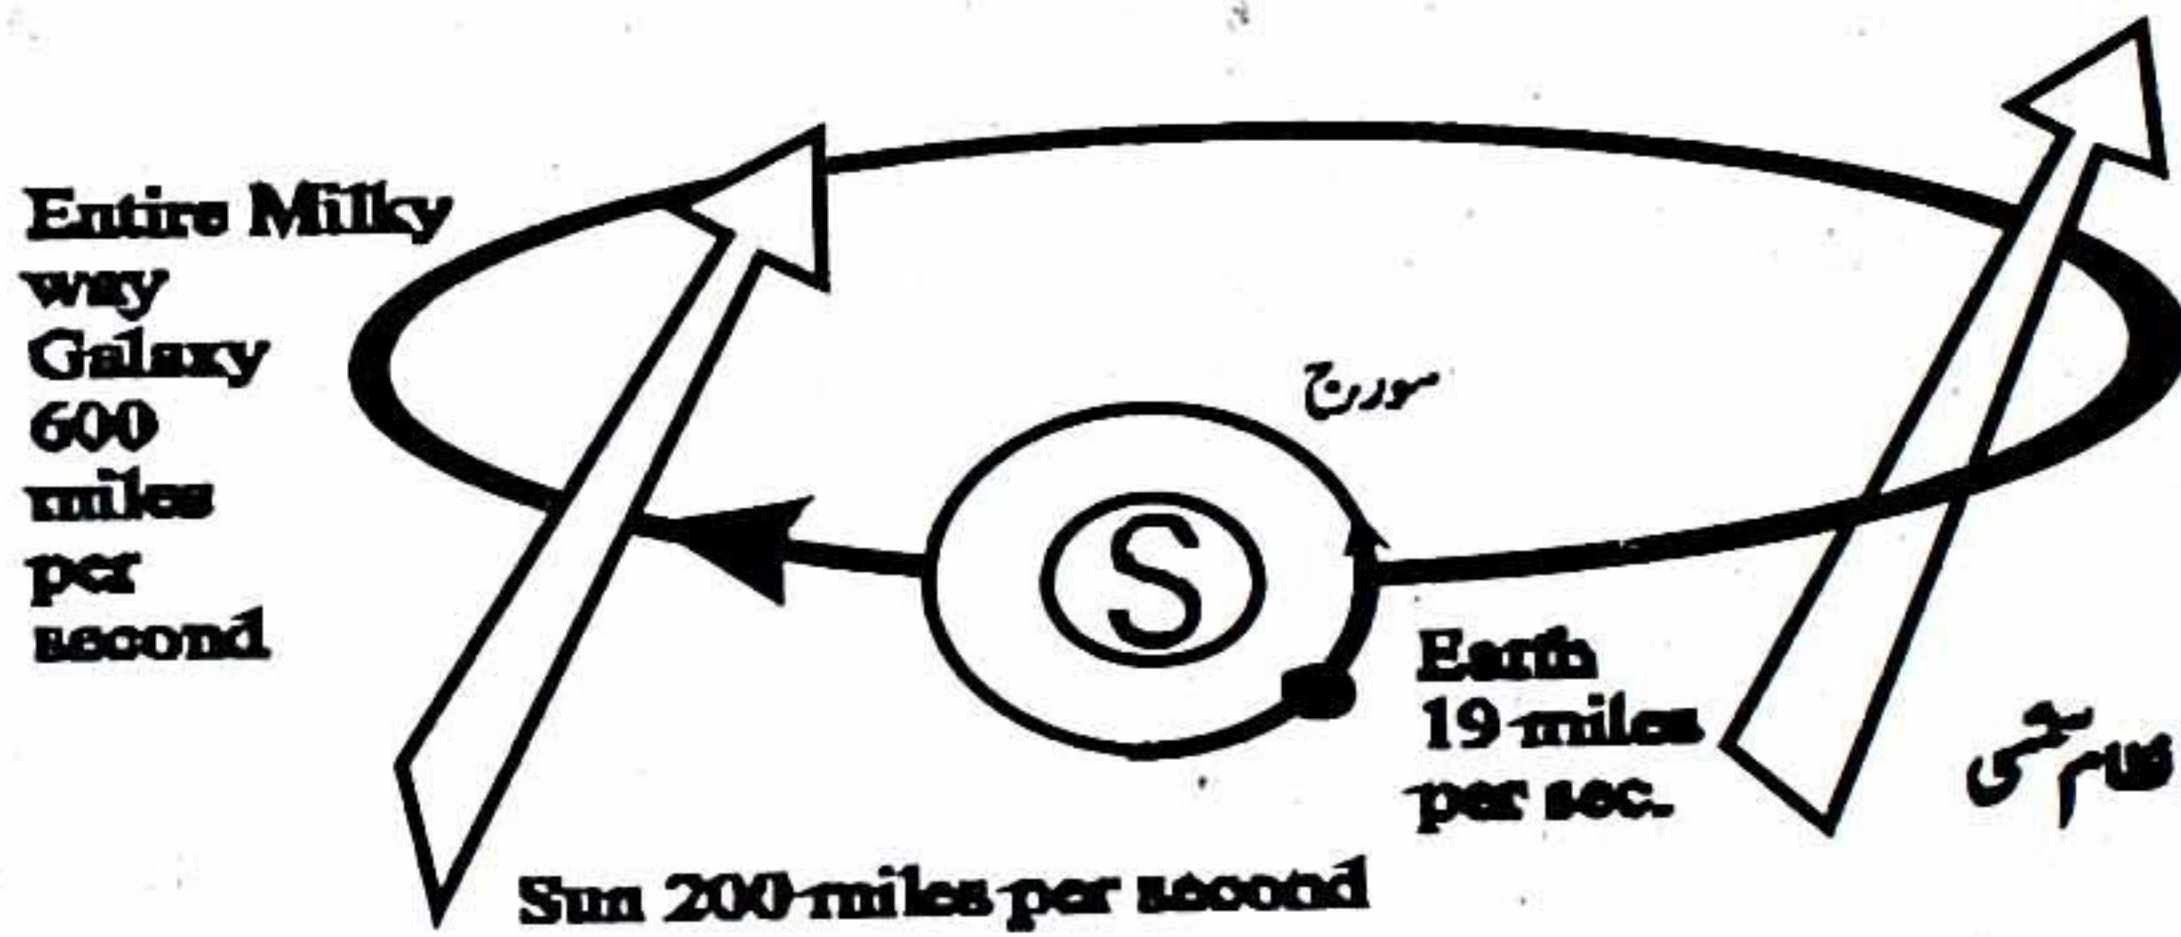 Entire Milky
way
Galaxy
600
miles
per
second
سورج
S
Earth
19 miles
per sec.
نظام شمسی
Sun 200 miles per second